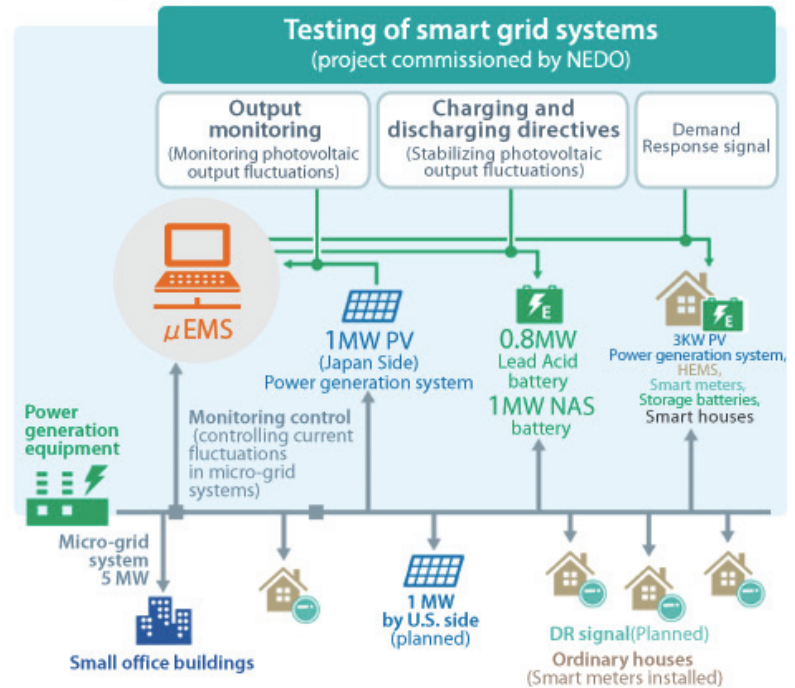 Testing of smart grid systems
(project commissioned by NEDO)
Output
monitoring
(Monitoring photovoltaic
output fluctuations)
Charging and
discharging directives
(Stabilizing photovoltaic
output fluctuations)
Demand
Response signal
μEMS
1MW PV
(Japan Side)
Power generation system
0.8MW
Lead Acid
battery
1MW NAS
battery
E
E
3KW PV
Power generation system,
HEMS,
Smart meters,
Storage batteries,
Smart houses
Power
generation
equipment
Monitoring control
(controlling current
fluctuations
in micro-grid
systems)
Micro-grid
system
5 MW
Small office buildings
1 MW
by U.S. side
(planned)
DR signal(Planned)
Ordinary houses
(Smart meters installed)